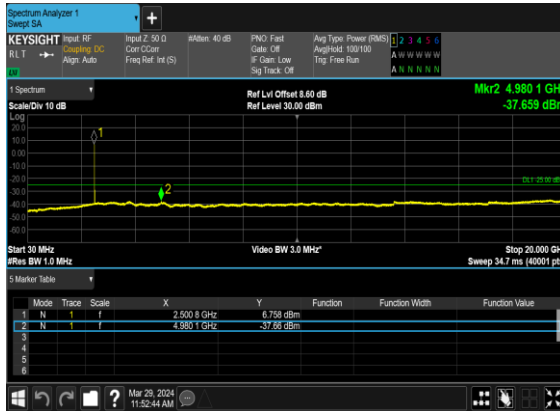 Spectrum Analyzer 1
Swept SA
KEYSIGHT
RLT
Input: RF
Coupling: DC
Align: Auto
Input Z: 50 Ω
Corr CCorr
Freq Ref: Int (S)
#Atten: 40 dB
PNO: Fast
Gate: Off
IF Gain: Low
Sig Track: Off
Avg Type: Power (RMS)
Avg|Hold: 100/100
Trig: Free Run
1 2 3 4 5 6
A W W W W W
A N N N N N
1 Spectrum
Scale/Div 10 dB
Ref Lvl Offset 8.60 dB
Ref Level 30.00 dBm
Mkr2 4.980 1 GHz
-37.659 dBm
Log
20.0
10.0
0.00
-10.0
-20.0
-30.0
-40.0
-50.0
-60.0
1
2
DL1 -25.00 dB
Start 30 MHz
#Res BW 1.0 MHz
Video BW 3.0 MHz*
Stop 20.000 GH
Sweep 34.7 ms (40001 pt
5 Marker Table
Mode Trace Scale X Y Function Function Width Function Value
1 N 1 f 2.500 8 GHz 6.758 dBm
2 N 1 f 4.980 1 GHz -37.66 dBm
3
4
5
6
Mar 29, 2024
11:52:44 AM